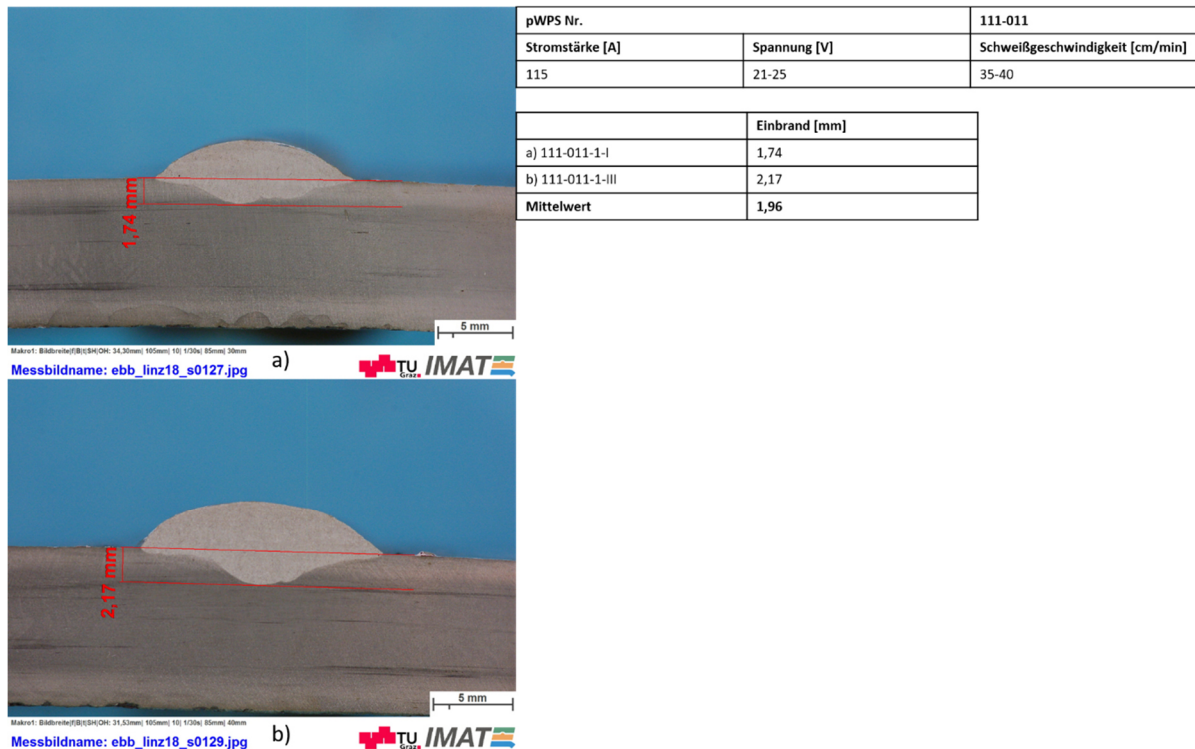 pWPS Nr. 111-011
Stromstärke [A] Spannung [V] Schweißgeschwindigkeit [cm/min]
115 21-25 35-40
Einbrand [mm]
a) 111-011-1-I 1,74
b) 111-011-1-III 2,17
Mittelwert 1,96
1,74 mm
5 mm
Makro1: Bildbreite|f|B|t|SH|OH: 34,30mm| 105mm| 10| 1/30s| 85mm| 30mm
a)
Messbildname: ebb_linz18_s0127.jpg
TU Graz IMAT
2,17 mm
5 mm
Makro1: Bildbreite|f|B|t|SH|OH: 31,53mm| 105mm| 10| 1/30s| 85mm| 40mm
b)
Messbildname: ebb_linz18_s0129.jpg
TU Graz IMAT